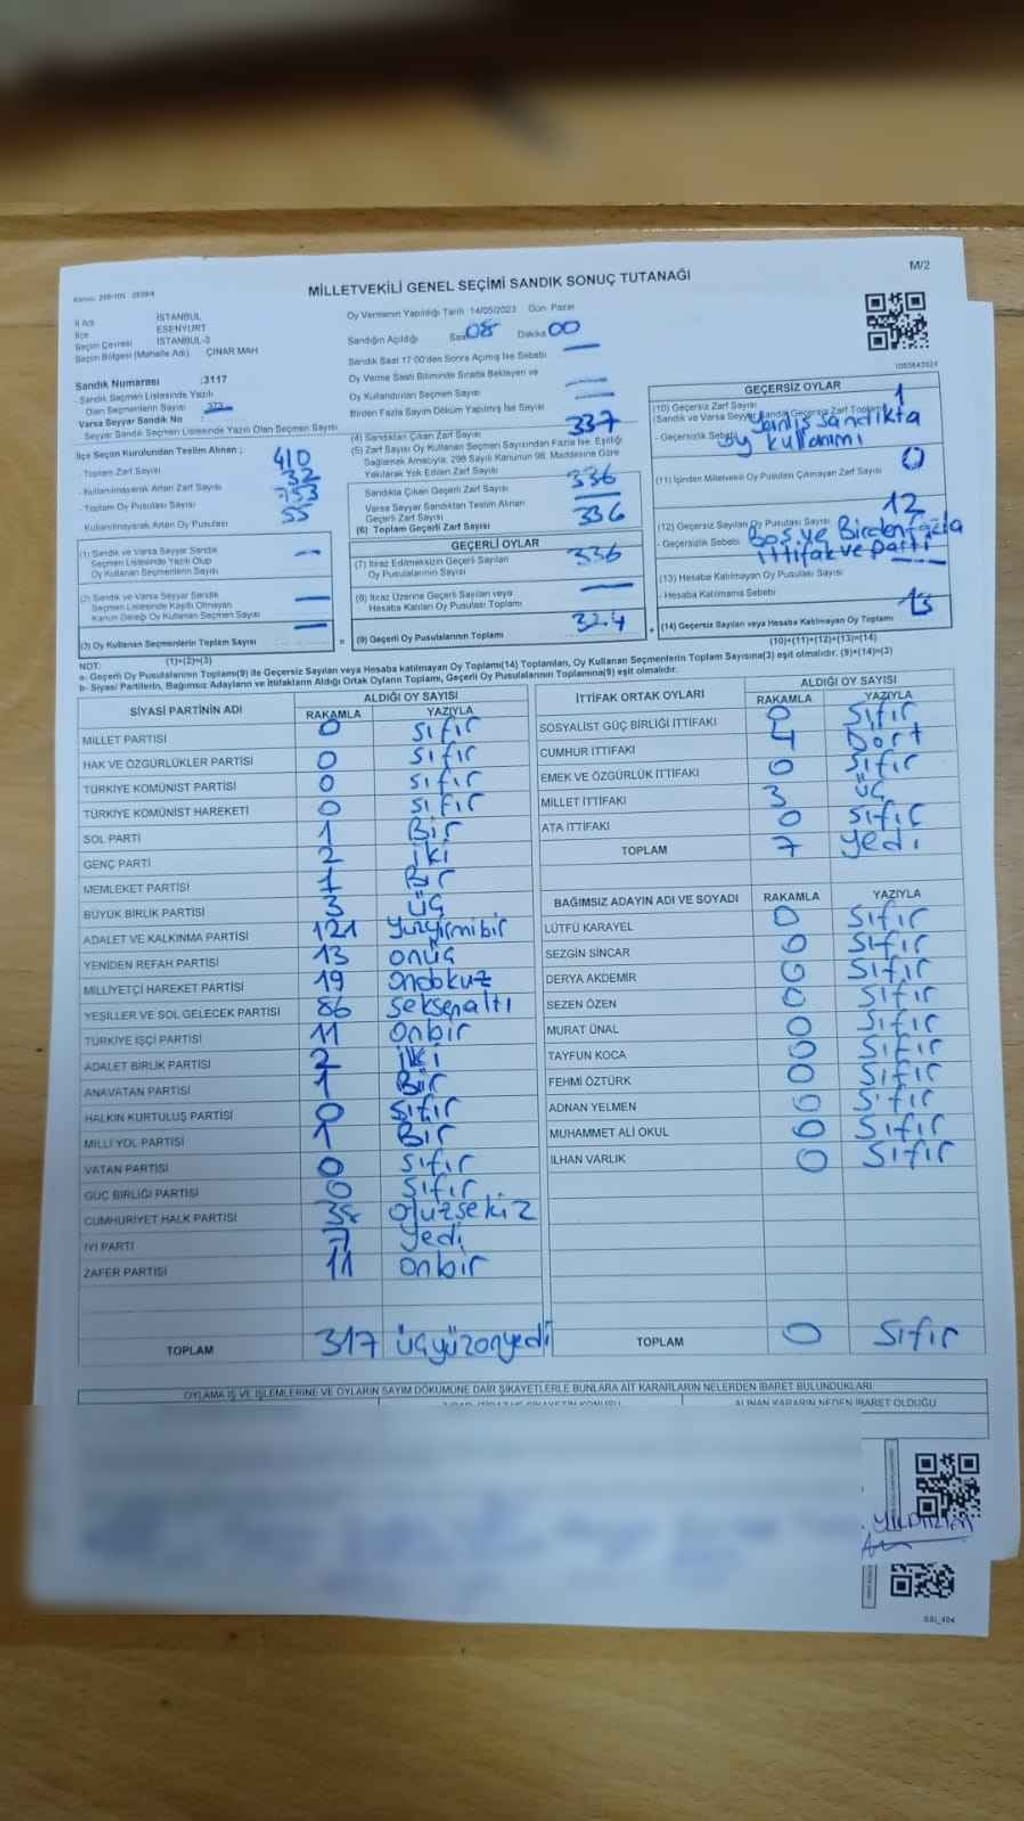 M/2
MİLLETVEKİLİ GENEL SEÇİMİ SANDIK SONUÇ TUTANAĞI
İl Adı İSTANBUL
İlçe ESENYURT
Seçim Çevresi İSTANBUL-3
Seçim Bölgesi (Mahalle Adı) ÇINAR MAH
Sandık Numarası :3117
Sandık Seçmen Listesinde Yazılı
Olan Seçmenlerin Sayısı
Varsa Seyyar Sandık No
Seyyar Sandık Seçmen Listesinde Yazılı Olan Seçmen Sayısı
İlçe Seçim Kurulundan Teslim Alınan ;
Toplam Zarf Sayısı 410
Kullanılmayarak Artan Zarf Sayısı 32
Toplam Oy Pusulası Sayısı
Kullanılmayarak Artan Oy Pusulası 55
(1) Sandık ve Varsa Seyyar Sandık
Seçmen Listesinde Yazılı Olup
Oy Kullanan Seçmenlerin Sayısı —
(2) Sandık ve Varsa Seyyar Sandık
Seçmen Listesinde Kayıtlı Olmayan
Kanun Gereği Oy Kullanan Seçmen Sayısı —
(3) Oy Kullanan Seçmenlerin Toplam Sayısı —
(1)+(2)=(3)
Oy Vermenin Yapıldığı Tarih :14/05/2023 Gün: Pazar
Sandığın Açıldığı Saat 08 Dakika 00
Sandık Saat 17:00'den Sonra Açılmış İse Sebebi —
Oy Verme Saati Bitiminde Sırada Bekleyen ve
Oy Kullandırılan Seçmen Sayısı —
Birden Fazla Sayım Döküm Yapılmış İse Sayısı —
(4) Sandıktan Çıkan Zarf Sayısı 337
(5) Zarf Sayısı Oy Kullanan Seçmen Sayısından Fazla İse, Eşitliği
Sağlamak Amacıyla, 298 Sayılı Kanunun 98. Maddesine Göre
Yakılarak Yok Edilen Zarf Sayısı —
Sandıkta Çıkan Geçerli Zarf Sayısı 336
Varsa Seyyar Sandıktan Teslim Alınan
Geçerli Zarf Sayısı —
(6) Toplam Geçerli Zarf Sayısı 336
GEÇERLİ OYLAR
(7) İtiraz Edilmeksizin Geçerli Sayılan
Oy Pusulalarının Sayısı 336
(8) İtiraz Üzerine Geçerli Sayılan veya
Hesaba Katılan Oy Pusulası Toplamı —
(9) Geçerli Oy Pusulalarının Toplamı 324
GEÇERSİZ OYLAR
(10) Geçersiz Zarf Sayısı 1
(Sandık ve Varsa Seyyar Sandık Geçersiz Zarf Toplamı)
- Geçersizlik Sebebi Yanlış sandıkta
oy kullanımı
(11) İçinden Milletvekili Oy Pusulası Çıkmayan Zarf Sayısı 0
(12) Geçersiz Sayılan Oy Pusulası Sayısı 12
- Geçersizlik Sebebi Boş ve Birden fazla
ittifak ve parti
(13) Hesaba Katılmayan Oy Pusulası Sayısı —
- Hesaba Katılmama Sebebi
(14) Geçersiz Sayılan veya Hesaba Katılmayan Oy Toplamı 13
(10)+(11)+(12)+(13)=(14)
NOT:
a- Geçerli Oy Pusulalarının Toplamı(9) ile Geçersiz Sayılan veya Hesaba katılmayan Oy Toplamı(14) Toplamları, Oy Kullanan Seçmenlerin Toplam Sayısına(3) eşit olmalıdır. (9)+(14)=(3)
b- Siyasi Partilerin, Bağımsız Adayların ve İttifakların Aldığı Ortak Oyların Toplamı, Geçerli Oy Pusulalarının Toplamına(9) eşit olmalıdır.
SİYASİ PARTİNİN ADI ALDIĞI OY SAYISI
RAKAMLA YAZIYLA
MİLLET PARTİSİ 0 sıfır
HAK VE ÖZGÜRLÜKLER PARTİSİ 0 sıfır
TÜRKİYE KOMÜNİST PARTİSİ 0 sıfır
TÜRKİYE KOMÜNİST HAREKETİ 0 sıfır
SOL PARTİ 1 Bir
GENÇ PARTİ 2 iki
MEMLEKET PARTİSİ 1 Bir
BÜYÜK BİRLİK PARTİSİ 3 üç
ADALET VE KALKINMA PARTİSİ 121 yüzyirmibir
YENİDEN REFAH PARTİSİ 13 onüç
MİLLİYETÇİ HAREKET PARTİSİ 19 ondokuz
YEŞİLLER VE SOL GELECEK PARTİSİ 86 seksenaltı
TÜRKİYE İŞÇİ PARTİSİ 11 onbir
ADALET BİRLİK PARTİSİ 2 iki
ANAVATAN PARTİSİ 1 Bir
HALKIN KURTULUŞ PARTİSİ 0 sıfır
MİLLİ YOL PARTİSİ 1 Bir
VATAN PARTİSİ 0 sıfır
GÜÇ BİRLİĞİ PARTİSİ 0 sıfır
CUMHURİYET HALK PARTİSİ 38 otuzsekiz
İYİ PARTİ 7 yedi
ZAFER PARTİSİ 11 onbir
TOPLAM 317 üçyüzonyedi
İTTİFAK ORTAK OYLARI ALDIĞI OY SAYISI
RAKAMLA YAZIYLA
SOSYALİST GÜÇ BİRLİĞİ İTTİFAKI 0 sıfır
CUMHUR İTTİFAKI 4 Dört
EMEK VE ÖZGÜRLÜK İTTİFAKI 0 sıfır
MİLLET İTTİFAKI 3 üç
ATA İTTİFAKI 0 sıfır
TOPLAM 7 yedi
BAĞIMSIZ ADAYIN ADI VE SOYADI RAKAMLA YAZIYLA
LÜTFÜ KARAYEL 0 sıfır
SEZGİN SİNCAR 0 sıfır
DERYA AKDEMİR 0 sıfır
SEZEN ÖZEN 0 sıfır
MURAT ÜNAL 0 sıfır
TAYFUN KOCA 0 sıfır
FEHMİ ÖZTÜRK 0 sıfır
ADNAN YELMEN 0 sıfır
MUHAMMET ALİ OKUL 0 sıfır
İLHAN VARLIK 0 sıfır
TOPLAM 0 sıfır
OYLAMA İŞ VE İŞLEMLERİNE VE OYLARIN SAYIM DÖKÜMÜNE DAİR ŞİKAYETLERLE BUNLARA AİT KARARLARIN NELERDEN İBARET BULUNDUKLARI
ALINAN KARARIN NEDEN İBARET OLDUĞU
YILDIRIM